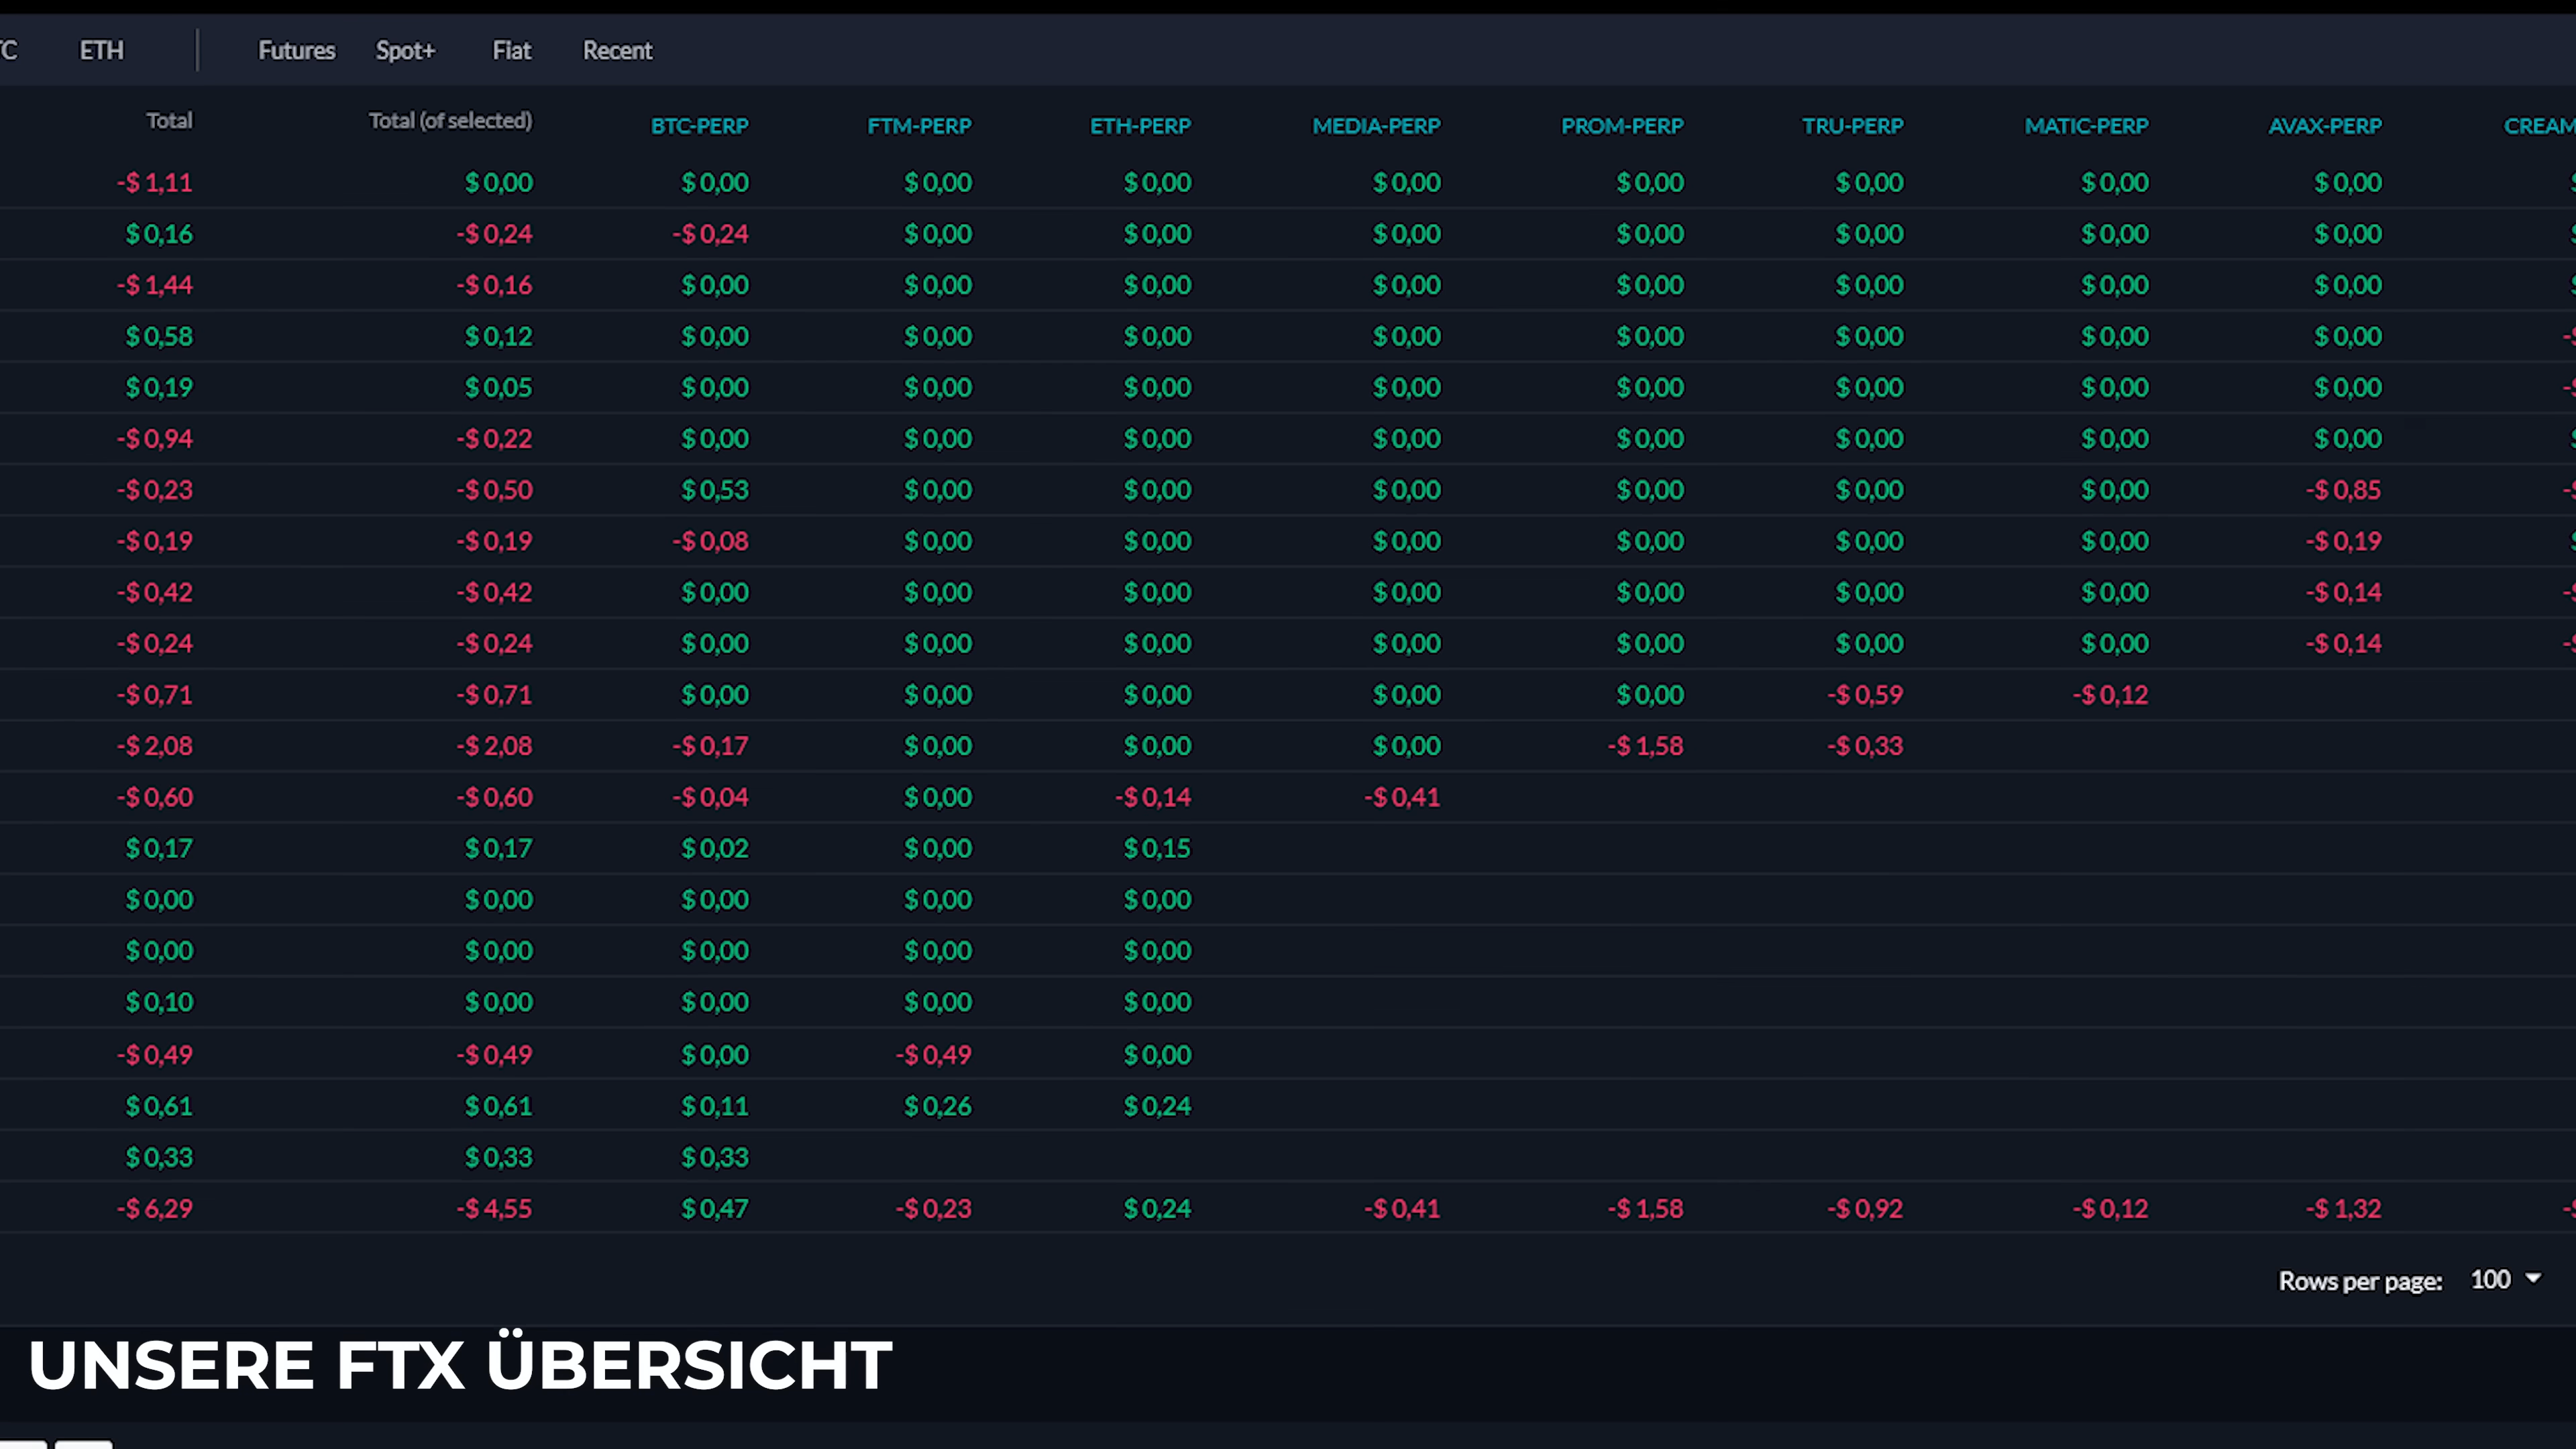 ETH Futures Spot+ Fiat Recent
Total Total (of selected) BTC-PERP FTM-PERP ETH-PERP MEDIA-PERP PROM-PERP TRU-PERP MATIC-PERP AVAX-PERP CREAM
-$1,11 $0,00 $0,00 $0,00 $0,00 $0,00 $0,00 $0,00 $0,00 $0,00
$0,16 -$0,24 -$0,24 $0,00 $0,00 $0,00 $0,00 $0,00 $0,00 $0,00
-$1,44 -$0,16 $0,00 $0,00 $0,00 $0,00 $0,00 $0,00 $0,00 $0,00
$0,58 $0,12 $0,00 $0,00 $0,00 $0,00 $0,00 $0,00 $0,00 $0,00
$0,19 $0,05 $0,00 $0,00 $0,00 $0,00 $0,00 $0,00 $0,00 $0,00
-$0,94 -$0,22 $0,00 $0,00 $0,00 $0,00 $0,00 $0,00 $0,00 $0,00
-$0,23 -$0,50 $0,53 $0,00 $0,00 $0,00 $0,00 $0,00 $0,00 -$0,85
-$0,19 -$0,19 -$0,08 $0,00 $0,00 $0,00 $0,00 $0,00 $0,00 -$0,19
-$0,42 -$0,42 $0,00 $0,00 $0,00 $0,00 $0,00 $0,00 $0,00 -$0,14
-$0,24 -$0,24 $0,00 $0,00 $0,00 $0,00 $0,00 $0,00 $0,00 -$0,14
-$0,71 -$0,71 $0,00 $0,00 $0,00 $0,00 $0,00 -$0,59 -$0,12
-$2,08 -$2,08 -$0,17 $0,00 $0,00 $0,00 -$1,58 -$0,33
-$0,60 -$0,60 -$0,04 $0,00 -$0,14 -$0,41
$0,17 $0,17 $0,02 $0,00 $0,15
$0,00 $0,00 $0,00 $0,00 $0,00
$0,00 $0,00 $0,00 $0,00 $0,00
$0,10 $0,00 $0,00 $0,00 $0,00
-$0,49 -$0,49 $0,00 -$0,49 $0,00
$0,61 $0,61 $0,11 $0,26 $0,24
$0,33 $0,33 $0,33
-$6,29 -$4,55 $0,47 -$0,23 $0,24 -$0,41 -$1,58 -$0,92 -$0,12 -$1,32
Rows per page: 100
UNSERE FTX ÜBERSICHT